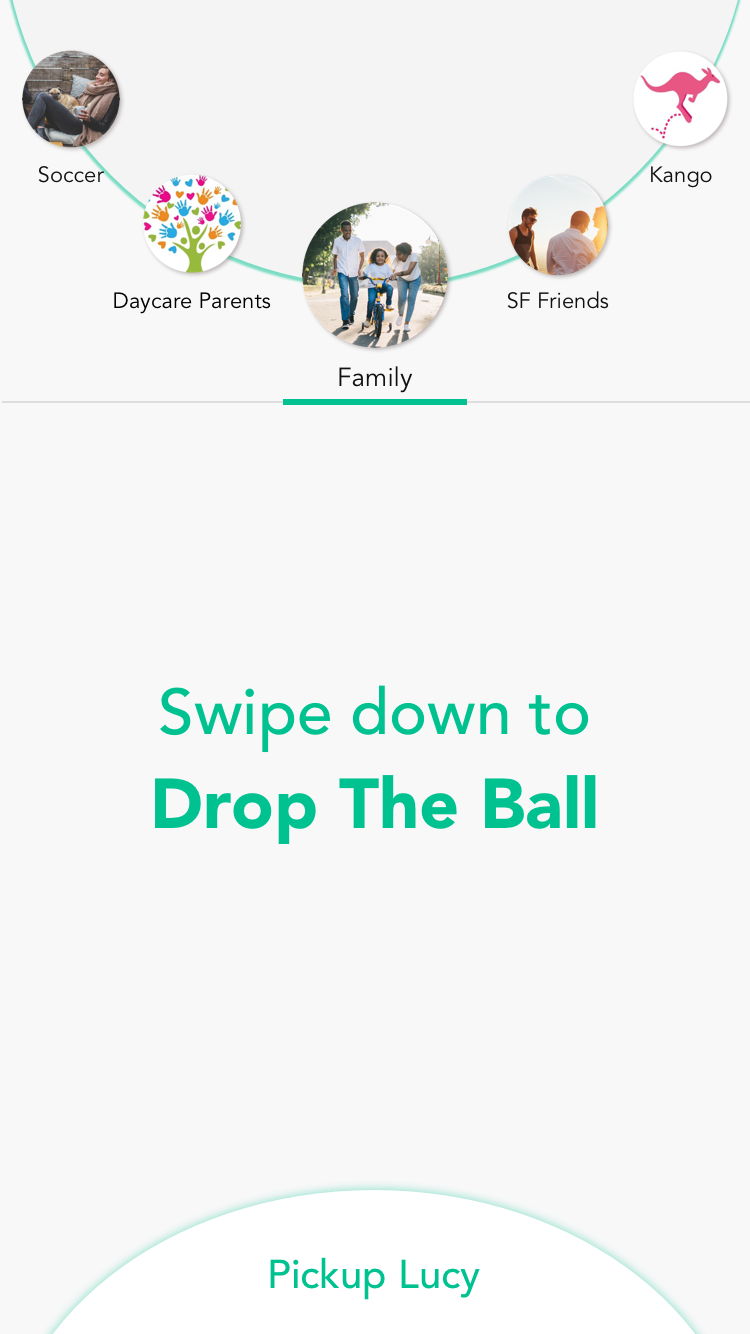 Soccer
Kango
Daycare Parents
SF Friends
Family
Swipe down to
Drop The Ball
Pickup Lucy